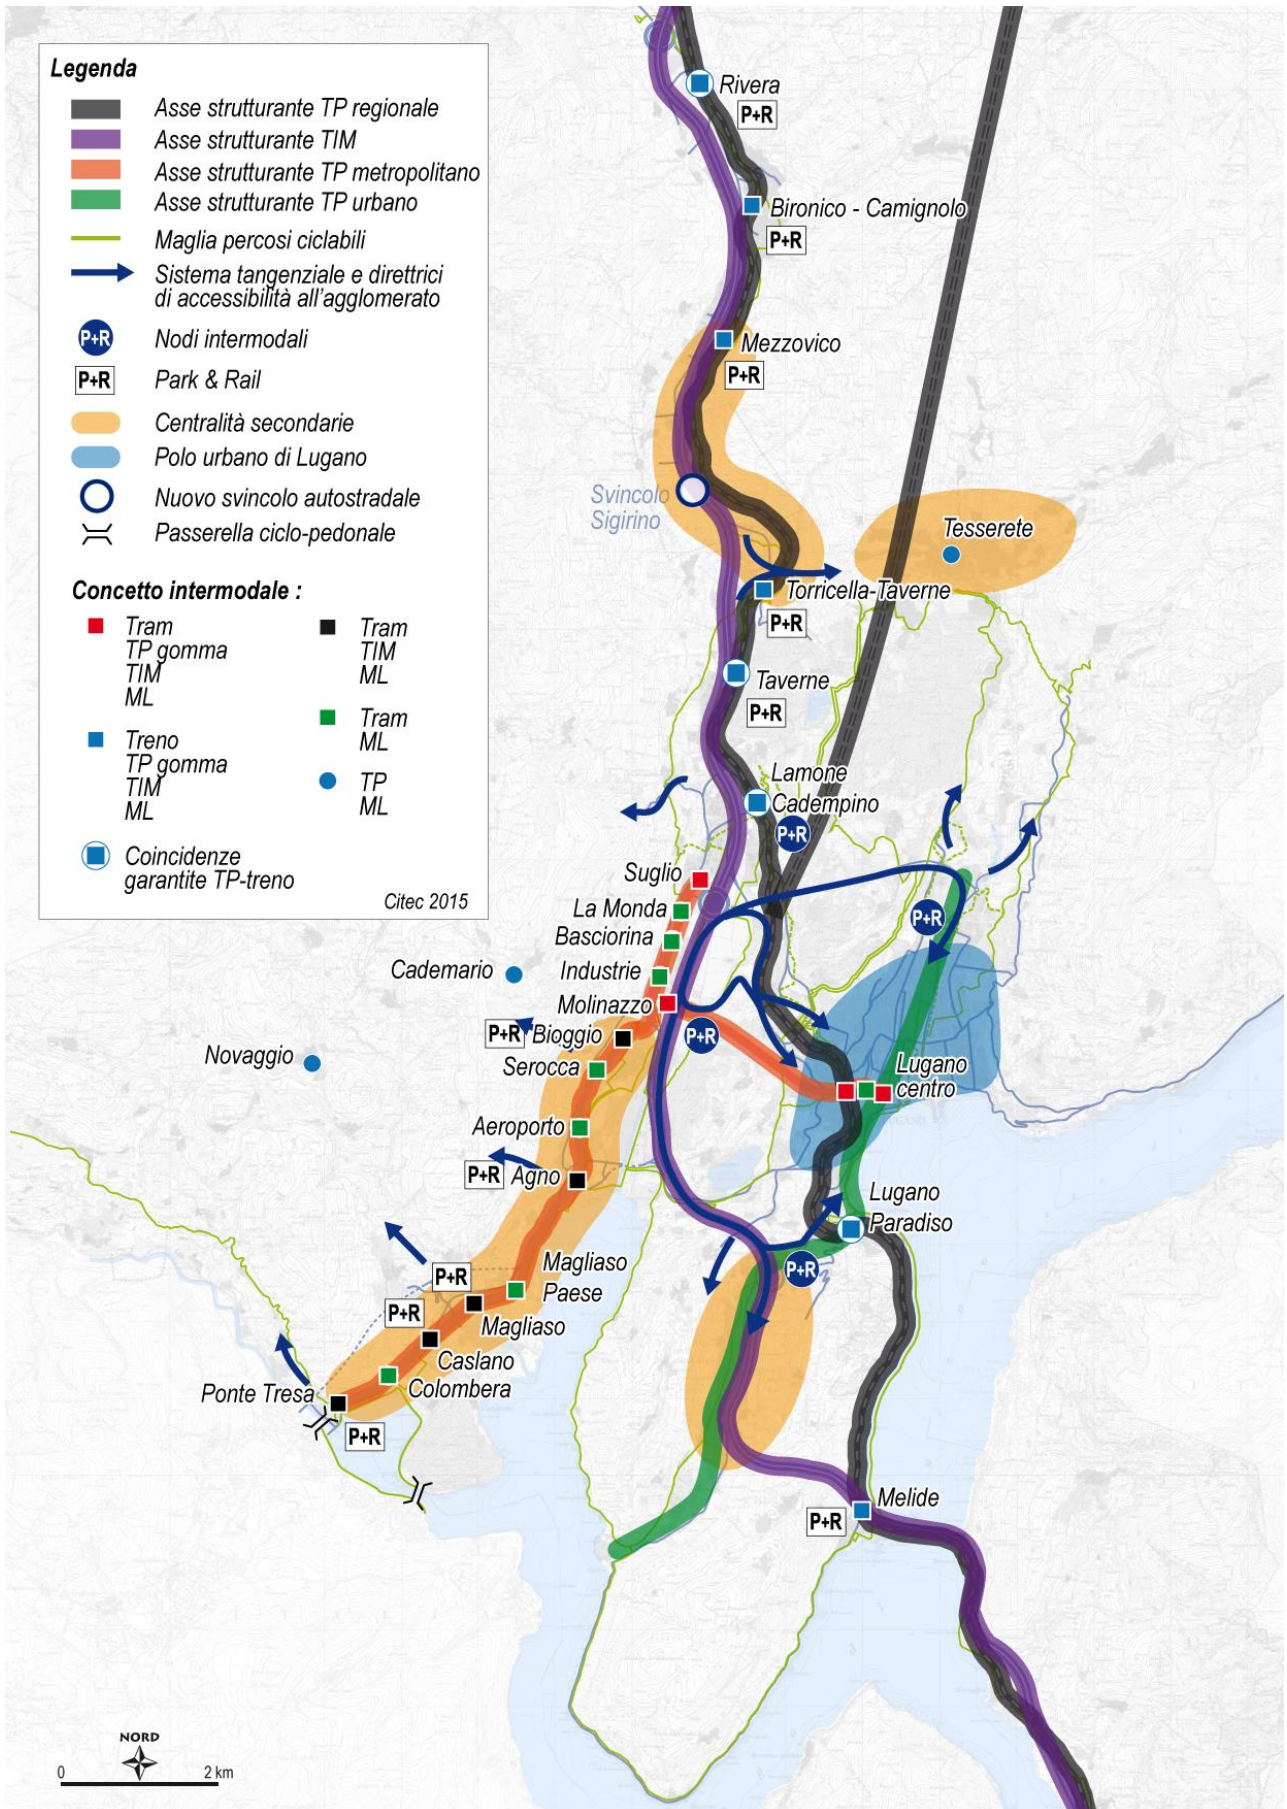 Legenda
Asse strutturante TP regionale
Asse strutturante TIM
Asse strutturante TP metropolitano
Asse strutturante TP urbano
Maglia percosi ciclabili
Sistema tangenziale e direttrici
di accessibilità all'agglomerato
P+R
Nodi intermodali
P+R
Park & Rail
Centralità secondarie
Polo urbano di Lugano
Nuovo svincolo autostradale
Passerella ciclo-pedonale
Concetto intermodale :
Tram
TP gomma
TIM
ML
Treno
TP gomma
TIM
ML
Coincidenze
garantite TP-treno
Tram
TIM
ML
Tram
ML
TP
ML
Citec 2015
Rivera
P+R
Bironico - Camignolo
P+R
Mezzovico
P+R
Svincolo
Sigirino
Tesserete
Torricella-Taverne
P+R
Taverne
P+R
Lamone
Cadempino
P+R
Suglio
La Monda
P+R
Basciorina
Cademario
Industrie
Molinazzo
P+R
Bioggio
P+R
Novaggio
Serocca
Lugano
centro
Aeroporto
P+R
Agno
Lugano
Paradiso
P+R
Magliaso
Paese
P+R
P+R
Magliaso
Caslano
Colombera
Ponte Tresa
P+R
Melide
P+R
NORD
0
2 km